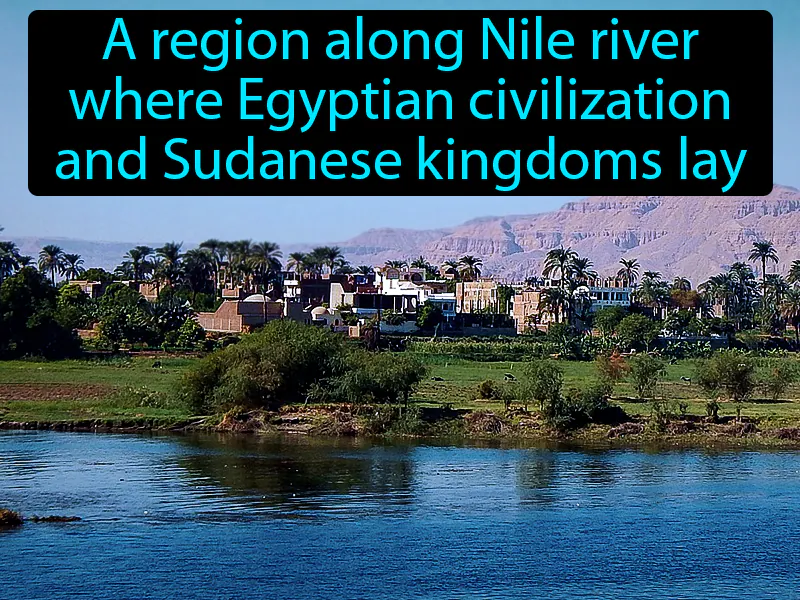 A region along Nile river
where Egyptian civilization
and Sudanese kingdoms lay